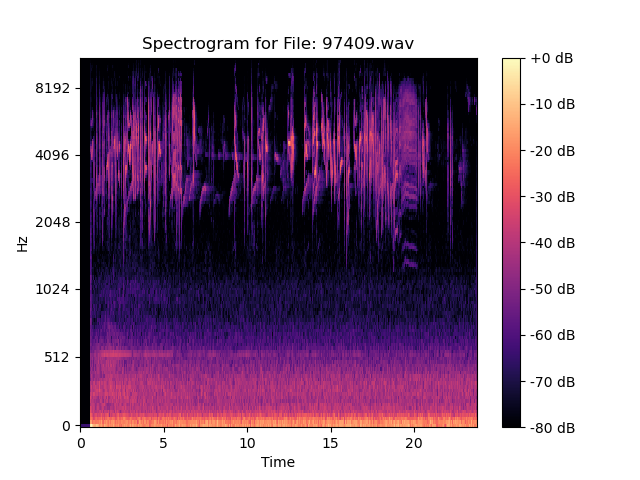 Spectrogram for File: 97409.wav
Hz
8192
4096
2048
1024
512
0
0
5
10
15
20
Time
+0 dB
-10 dB
-20 dB
-30 dB
-40 dB
-50 dB
-60 dB
-70 dB
-80 dB